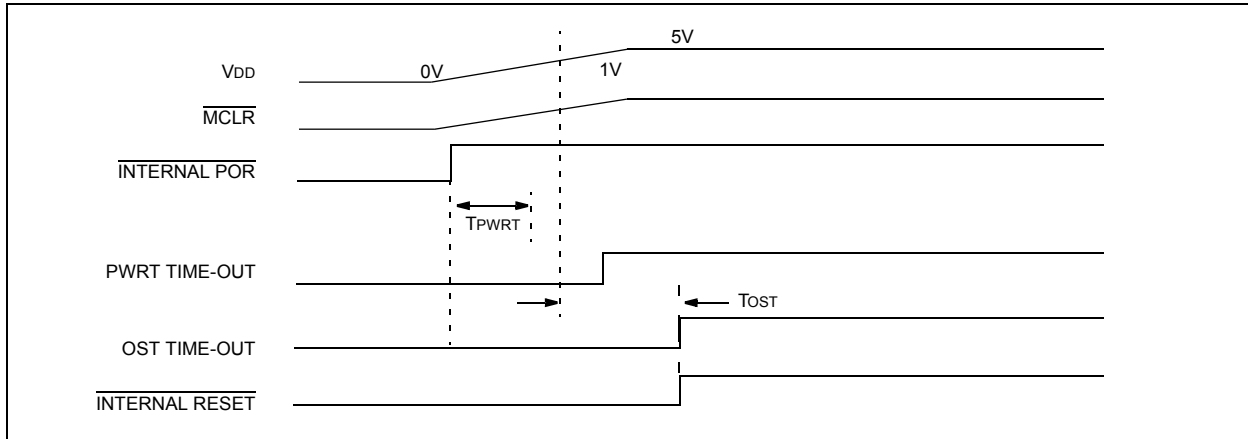 5V
VDD 0V 1V
MCLR
INTERNAL POR
TPWRT
PWRT TIME-OUT
TOST
OST TIME-OUT
INTERNAL RESET